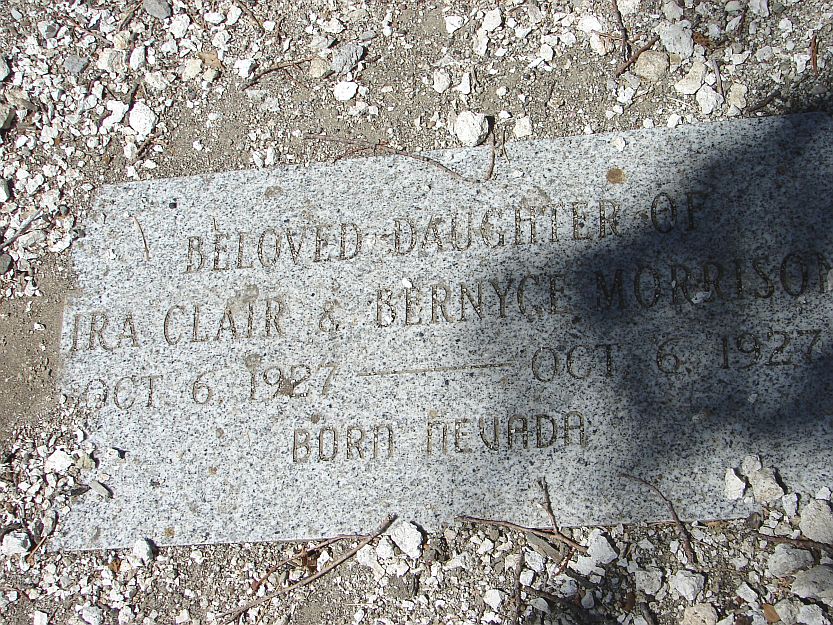 BELOVED DAUGHTER OF
IRA CLAIR & BERNYCE MORRISON
OCT. 6, 1927 — OCT. 6, 1927
BORN NEVADA